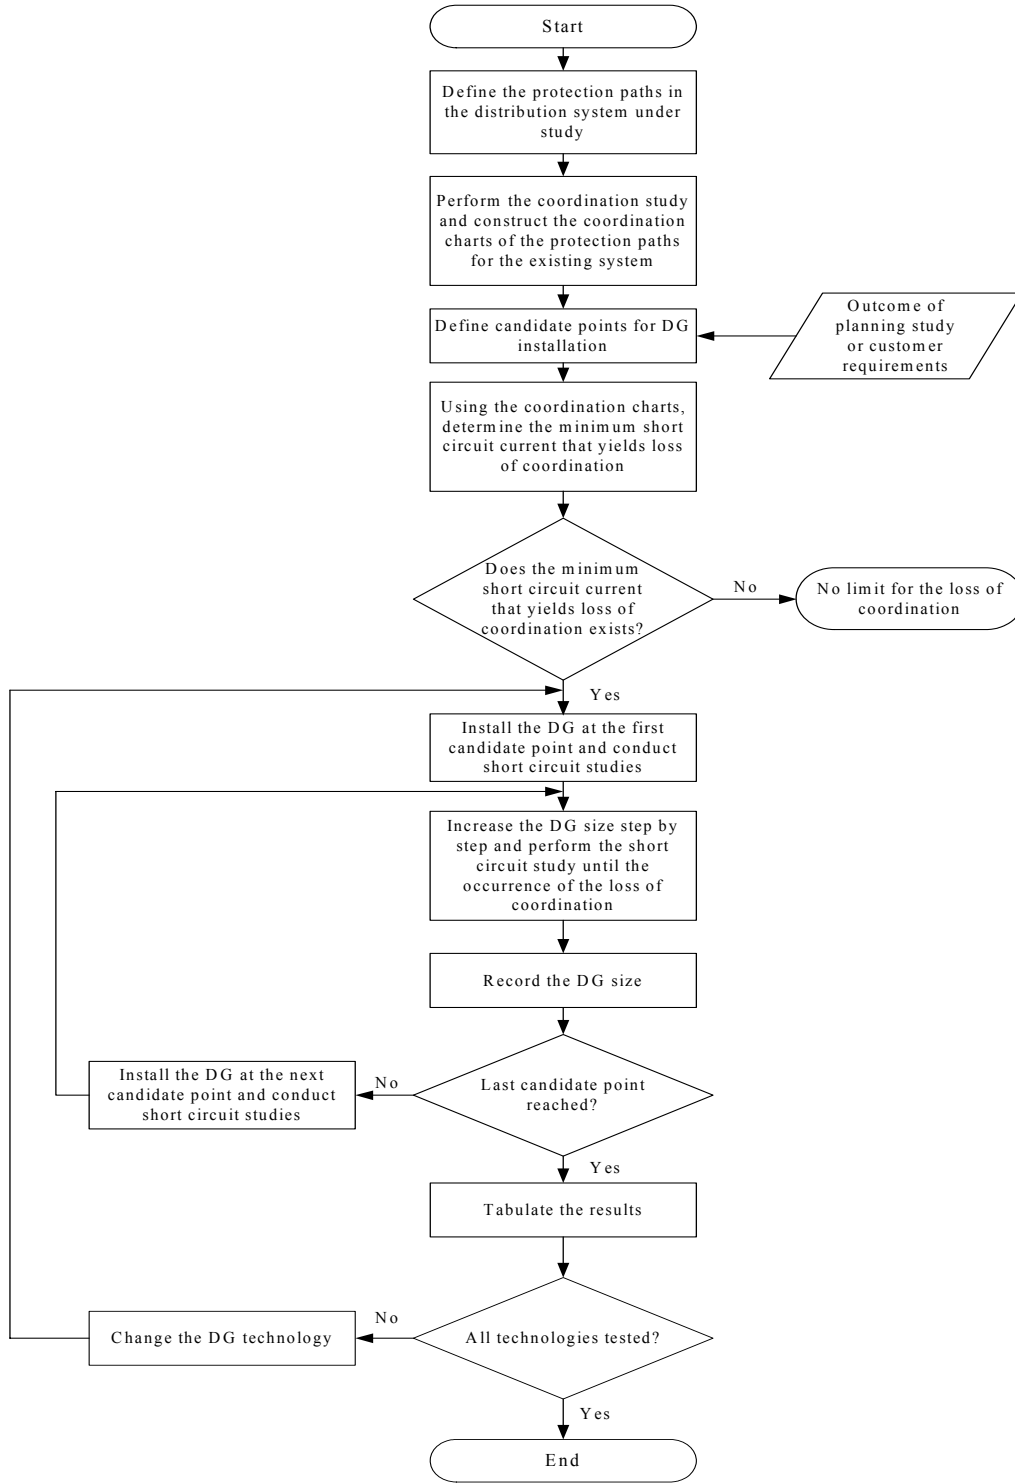 Start
Define the protection paths in
the distribution system under
study
Perform the coordination study
and construct the coordination
charts of the protection paths
for the existing system
Define candidate points for DG
installation
Outcome of
planning study
or customer
requirements
Using the coordination charts,
determine the minimum short
circuit current that yields loss
of coordination
Does the minimum
short circuit current
that yields loss of
coordination exists?
No
No limit for the loss of
coordination
Yes
Install the DG at the first
candidate point and conduct
short circuit studies
Increase the DG size step by
step and perform the short
circuit study until the
occurrence of the loss of
coordination
Record the DG size
Last candidate point
reached?
No
Install the DG at the next
candidate point and conduct
short circuit studies
Yes
Tabulate the results
All technologies tested?
No
Change the DG technology
Yes
End